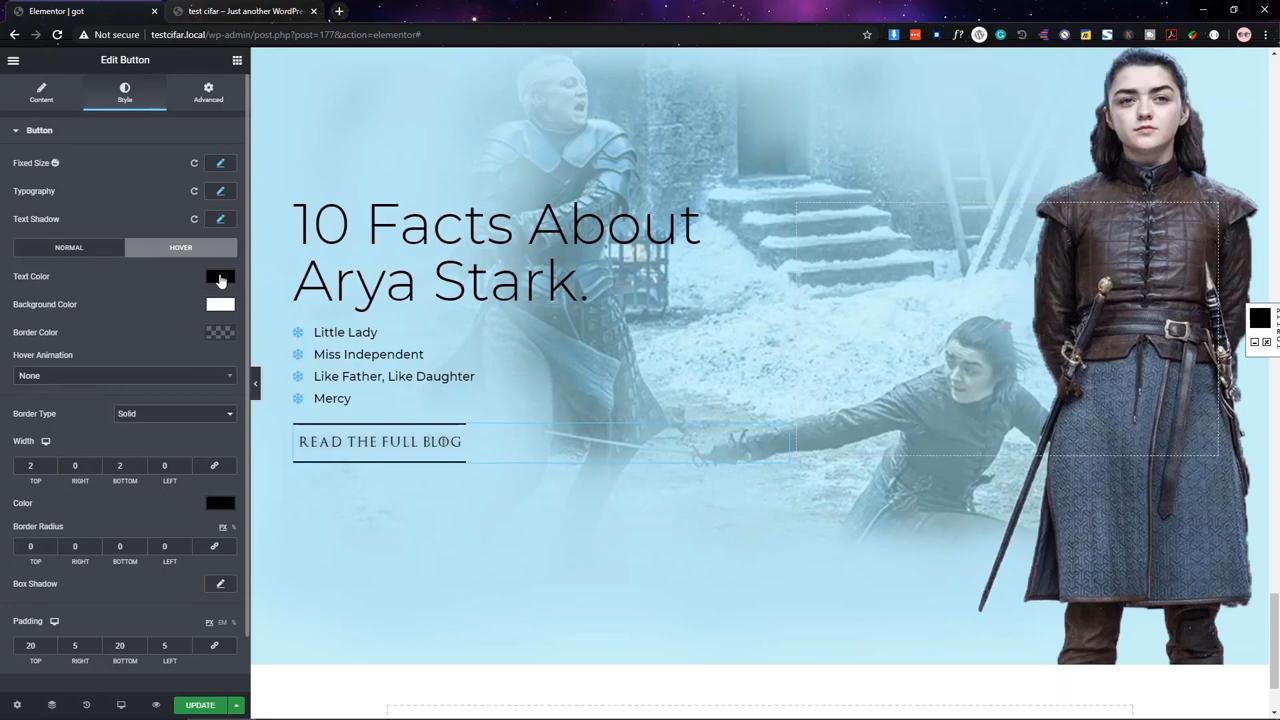 Elementor | got
test cifar – Just another WordPre
Not secure
testcifar.local/wp-admin/post.php?post=177&action=elementor#
Edit Button
Content
Style
Advanced
Button
Fixed Size
Typography
Text Shadow
NORMAL
HOVER
Text Color
Background Color
Border Color
Hover Animation
None
Border Type
Solid
Width
2
0
2
0
TOP
RIGHT
BOTTOM
LEFT
Color
Border Radius
PX
%
0
0
0
0
TOP
RIGHT
BOTTOM
LEFT
Box Shadow
Padding
PX
EM
%
20
5
20
5
TOP
RIGHT
BOTTOM
LEFT
UPDATE
10 Facts About
Arya Stark.
Little Lady
Miss Independent
Like Father, Like Daughter
Mercy
READ THE FULL BLOG